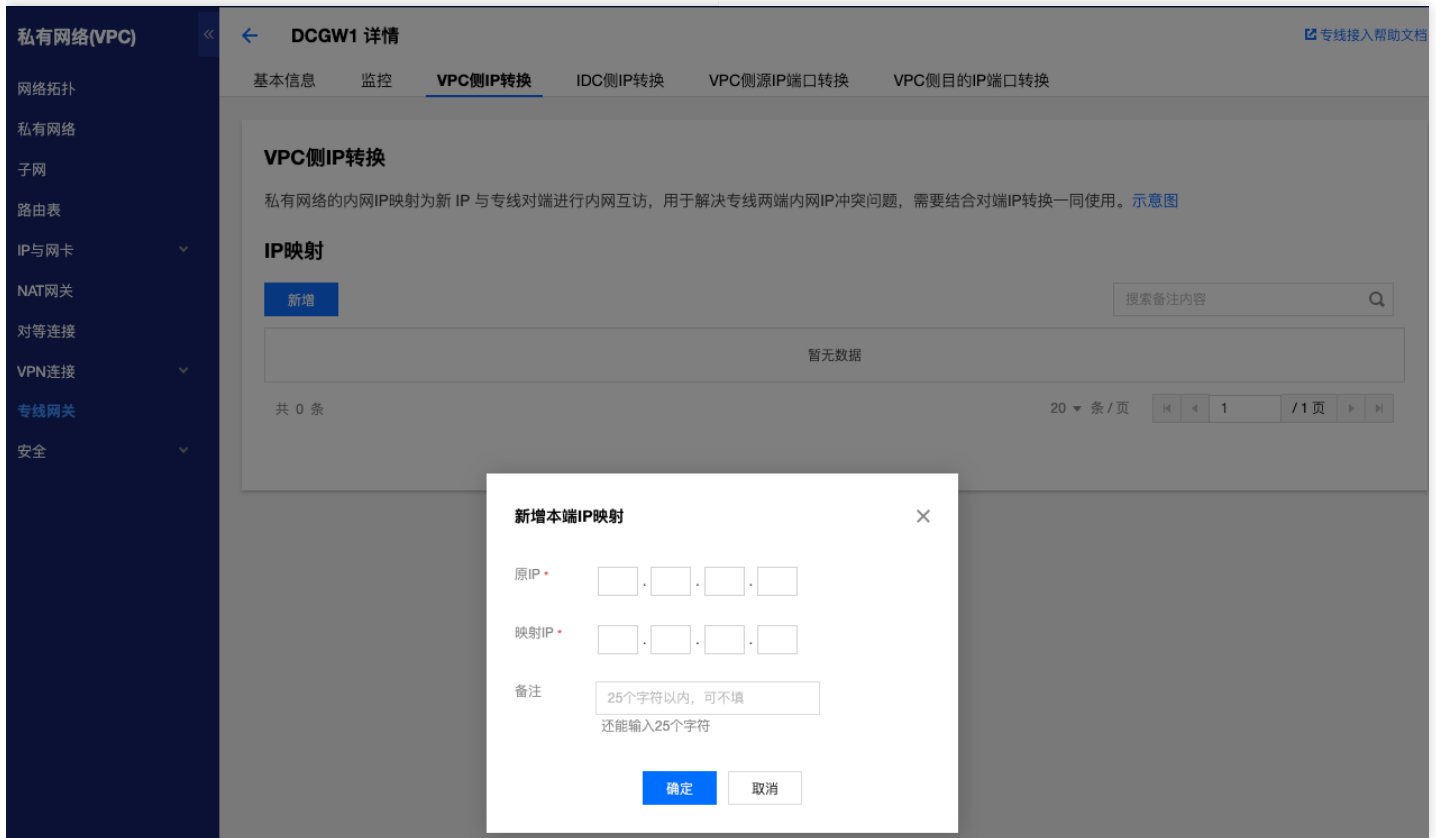 私有网络(VPC)
«
DCGW1 详情
专线接入帮助文档
网络拓扑
私有网络
子网
路由表
IP与网卡
NAT网关
对等连接
VPN连接
专线网关
安全
基本信息 监控 VPC侧IP转换 IDC侧IP转换 VPC侧源IP端口转换 VPC侧目的IP端口转换
VPC侧IP转换
私有网络的内网IP映射为新 IP 与专线对端进行内网互访，用于解决专线两端内网IP冲突问题，需要结合对端IP转换一同使用。示意图
IP映射
新增
搜索备注内容
暂无数据
共 0 条
20 条 / 页 1 / 1 页
新增本端IP映射
原IP *
. . .
映射IP *
. . .
备注
25个字符以内，可不填
还能输入25个字符
确定 取消